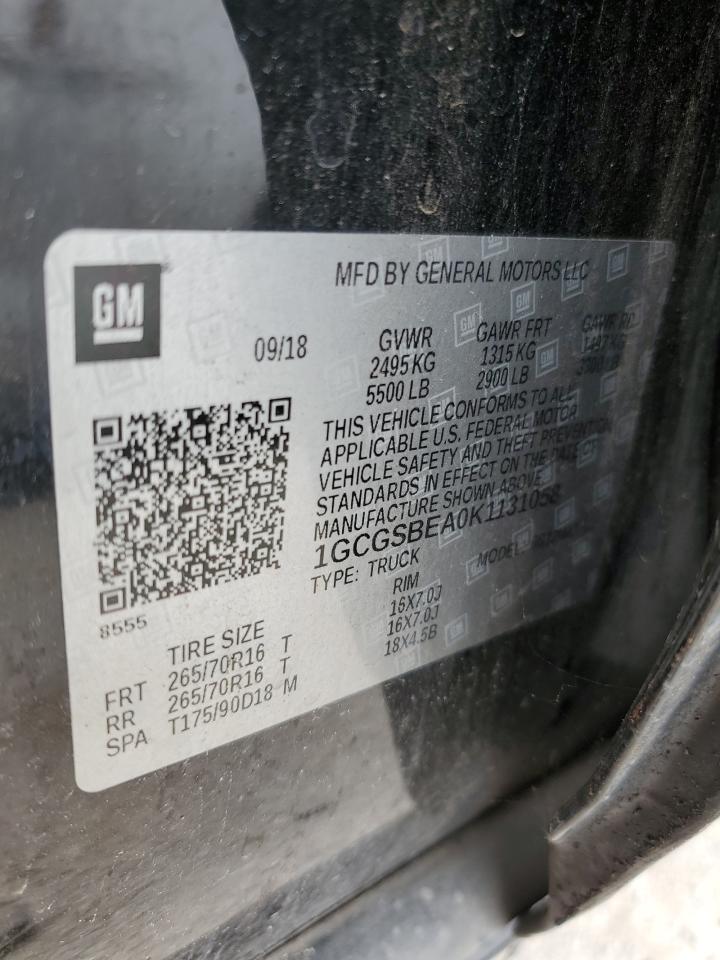 GM
MFD BY GENERAL MOTORS LLC
09/18
GVWR GAWR FRT GAWR RR
2495 KG 1315 KG
5500 LB 2900 LB
THIS VEHICLE CONFORMS TO ALL
APPLICABLE U.S. FEDERAL MOTOR
VEHICLE SAFETY AND THEFT PREVENTION
STANDARDS IN EFFECT ON THE DATE OF
MANUFACTURE SHOWN ABOVE.
1GCGSBEA0K1131058
TYPE: TRUCK MODEL:
8555
TIRE SIZE RIM
FRT 265/70R16 T 16X7.0J
RR 265/70R16 T 16X7.0J
SPA T175/90D18 M 18X4.5B